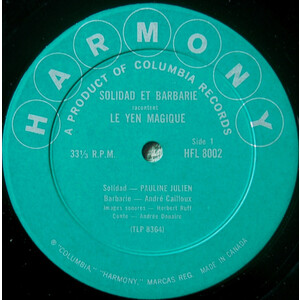 HARMONY
A PRODUCT OF COLUMBIA RECORDS
SOLIDAD ET BARBARIE
racontent
LE YEN MAGIQUE
33⅓ R.P.M.
Side 1
HFL 8002
Solidad — PAULINE JULIEN
Barbarie — André Cailloux
Images sonores — Herbert Ruff
Conte — Andrée
(TLP 8364)
® "COLUMBIA," "HARMONY," MARCAS REG. MADE IN CANADA